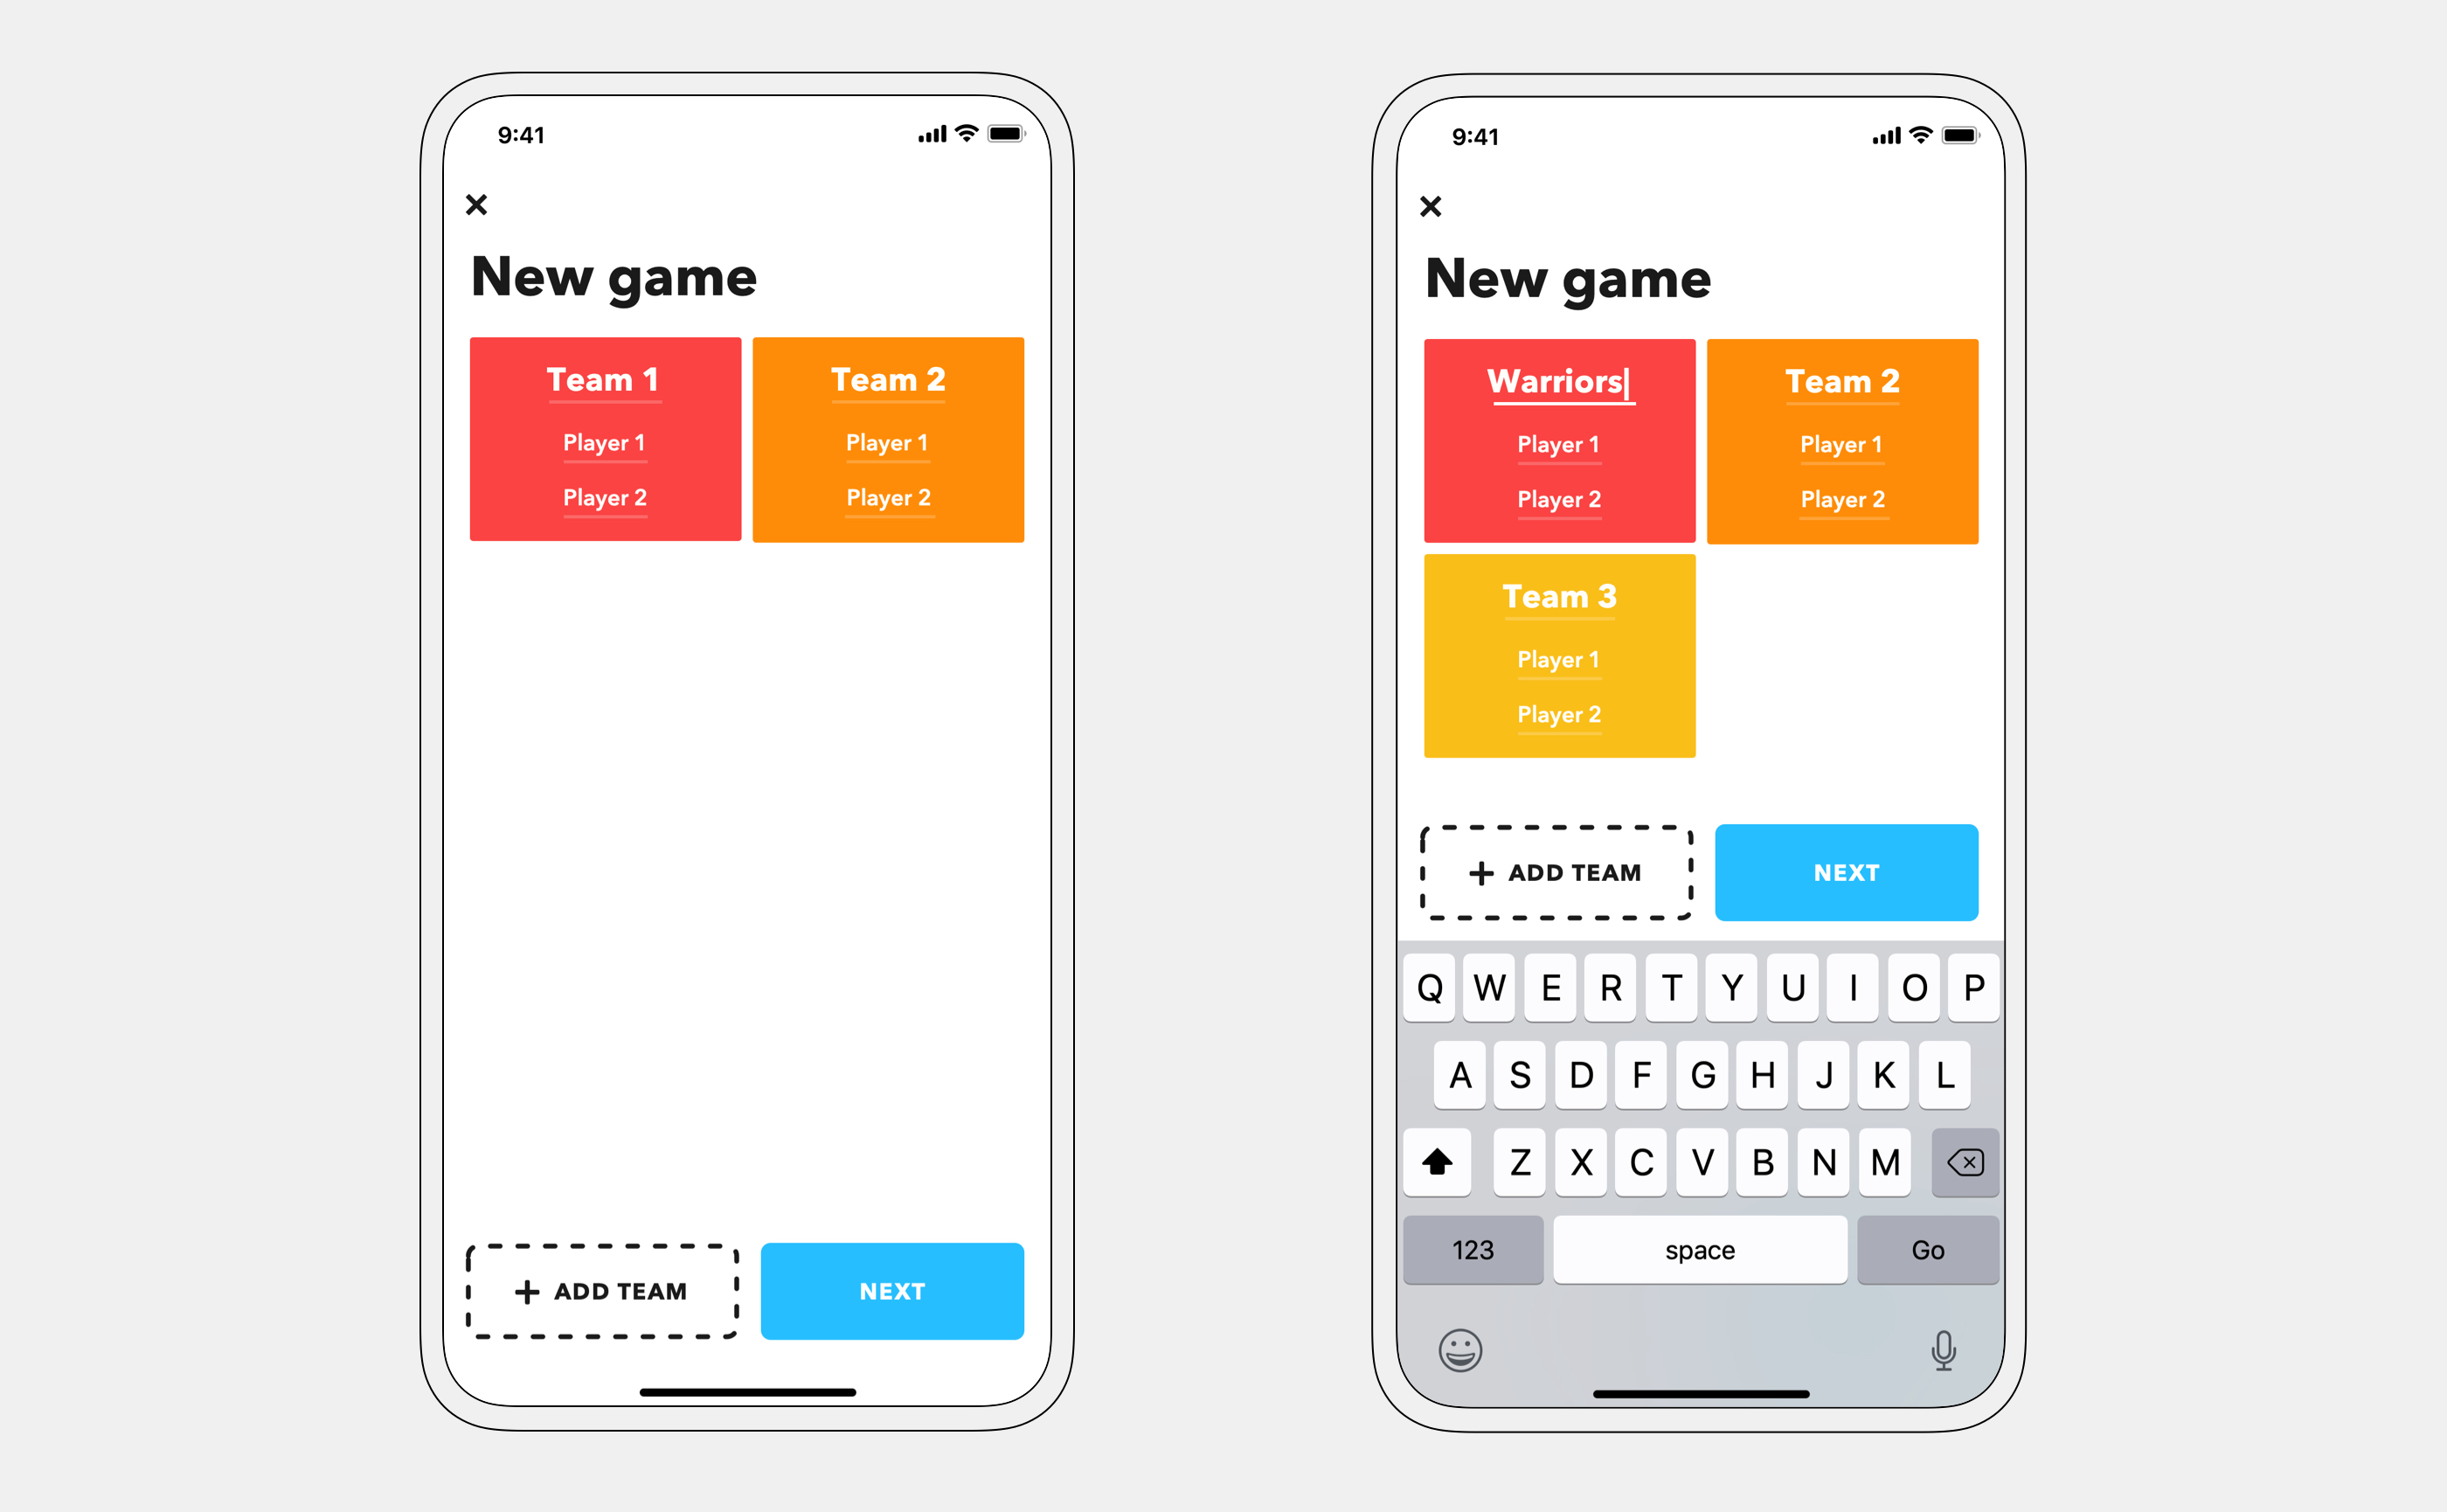 9:41
New game
Team 1
Player 1
Player 2
Team 2
Player 1
Player 2
+ ADD TEAM
NEXT
9:41
New game
Warriors
Player 1
Player 2
Team 2
Player 1
Player 2
Team 3
Player 1
Player 2
+ ADD TEAM
NEXT
Q W E R T Y U I O P
A S D F G H J K L
Z X C V B N M
123 space Go